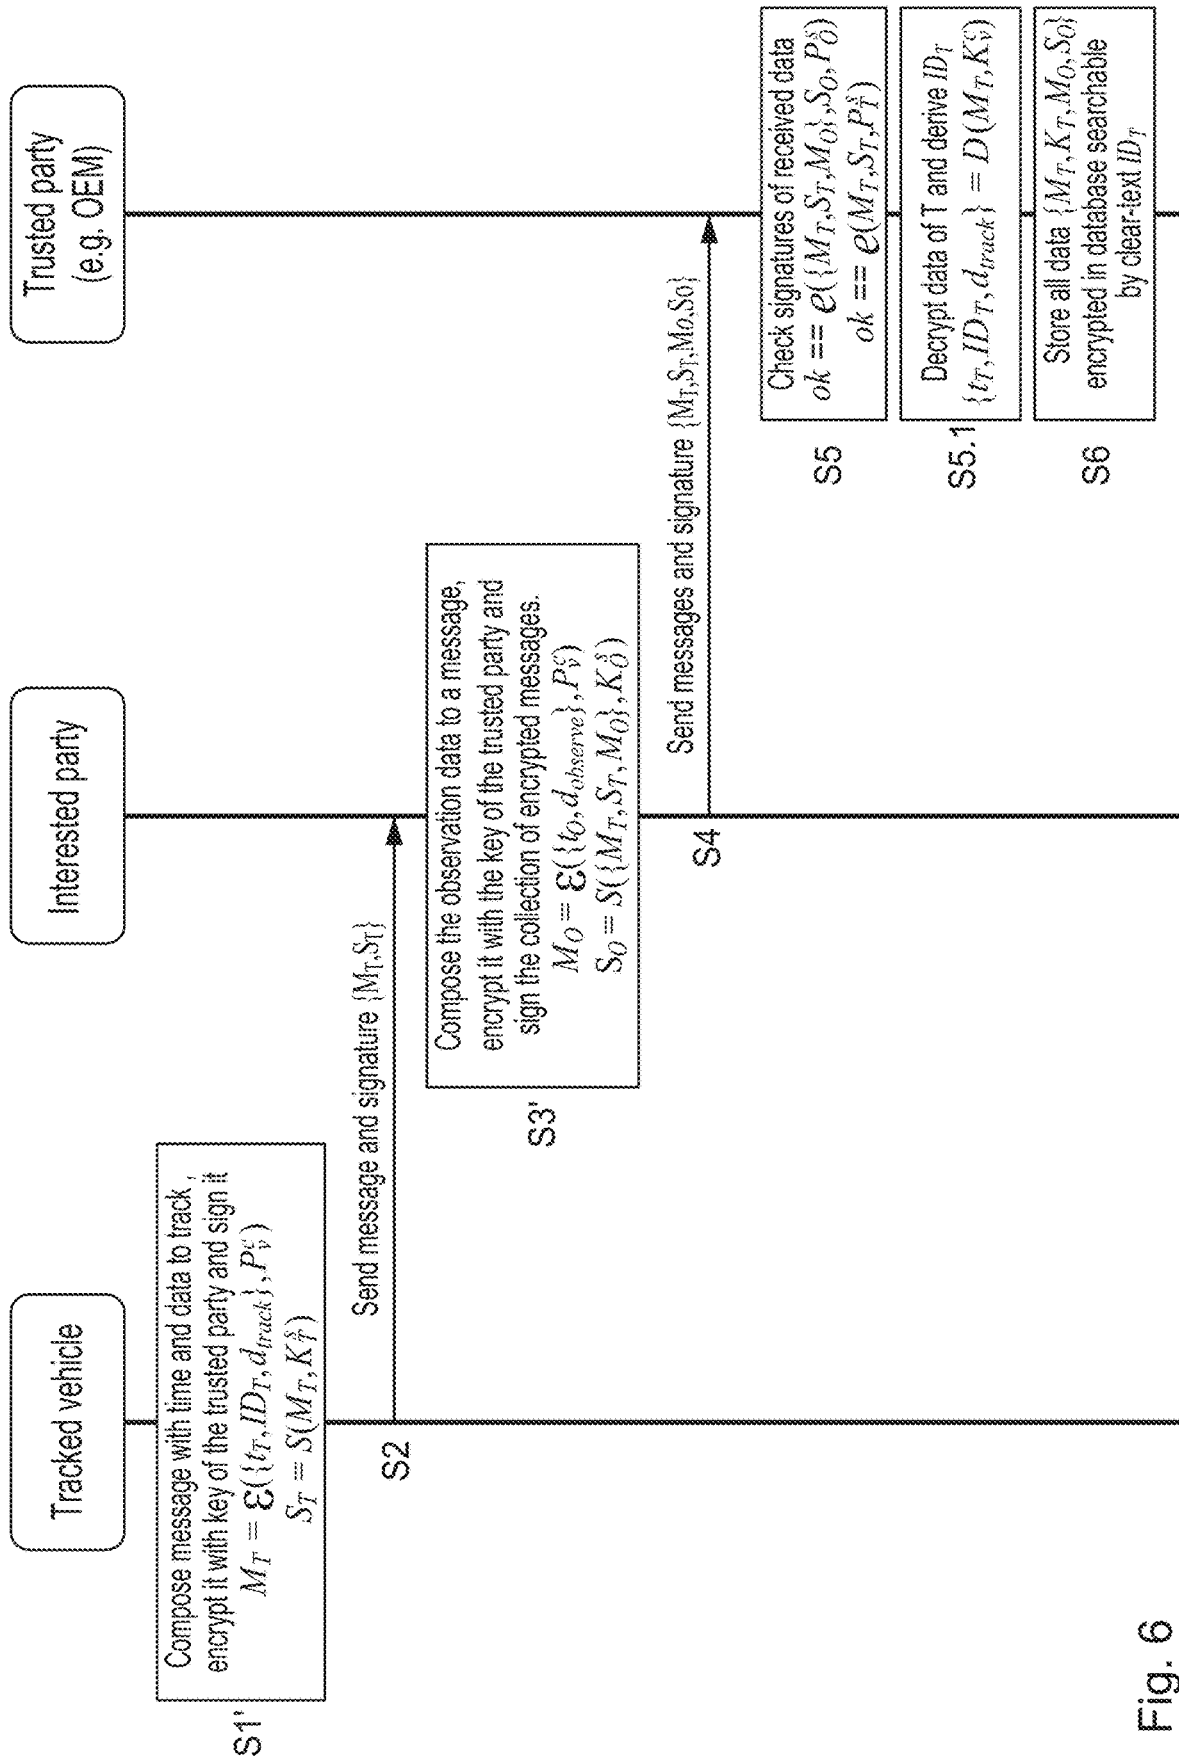 Tracked vehicle
Interested party
Trusted party
(e.g. OEM)
S1'
Compose message with time and data to track ,
encrypt it with key of the trusted party and sign it
M_T = ε({t_T, ID_T, d_track}, P_v^c)
S_T = S(M_T, K_T^s)
S2
Send message and signature {M_T,S_T}
S3'
Compose the observation data to a message,
encrypt it with the key of the trusted party and
sign the collection of encrypted messages.
M_O = ε({t_O, d_observe}, P_v^c)
S_O = S({M_T, S_T, M_O}, K_O^s)
S4
Send messages and signature {M_T,S_T,Mo,So}
S5
Check signatures of received data
ok == e({M_T, S_T, M_O}, S_O, P_O^s)
ok == e(M_T, S_T, P_T^s)
S5.1
Decrypt data of T and derive ID_T
{t_T, ID_T, d_track} = D(M_T, K_v^c)
S6
Store all data {M_T, K_T, M_O, S_O}
encrypted in database searchable
by clear-text ID_T
Fig. 6